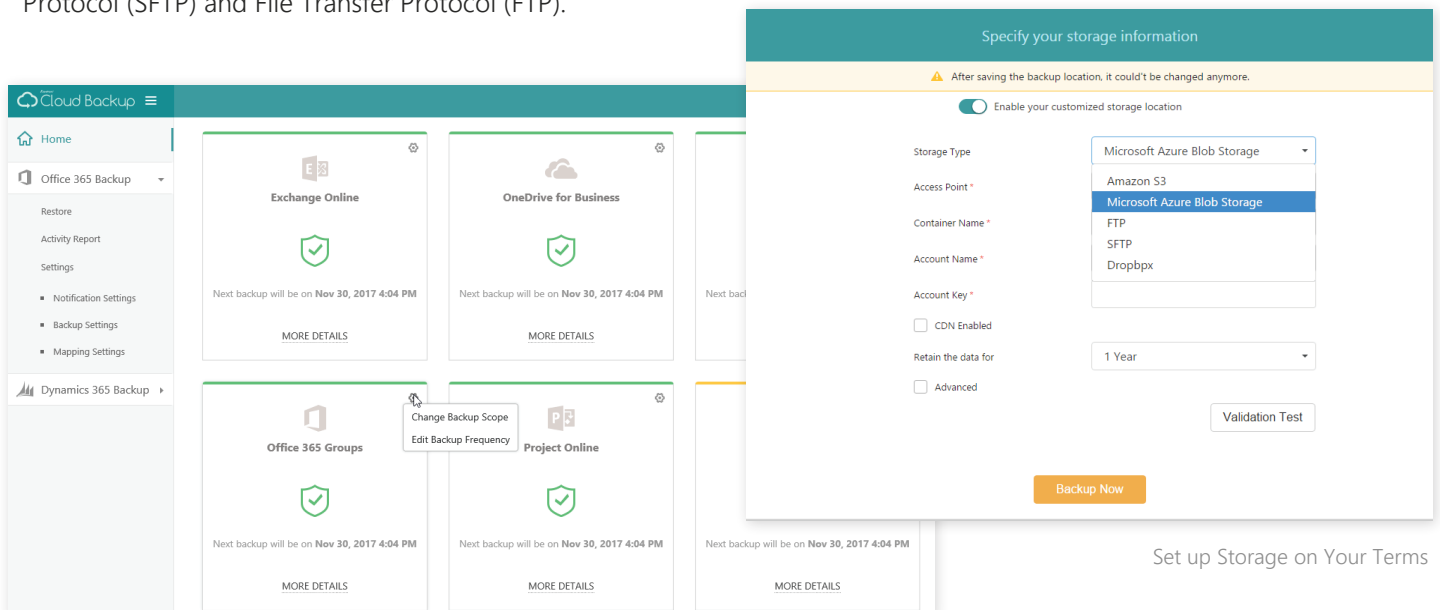 Protocol (SFTP) and File Transfer Protocol (FTP).
Cloud Backup
Home
Office 365 Backup
Restore
Activity Report
Settings
Notification Settings
Backup Settings
Mapping Settings
Dynamics 365 Backup
Exchange Online
Next backup will be on Nov 30, 2017 4:04 PM
MORE DETAILS
OneDrive for Business
Next backup will be on Nov 30, 2017 4:04 PM
MORE DETAILS
Next back
Office 365 Groups
Change Backup Scope
Edit Backup Frequency
Next backup will be on Nov 30, 2017 4:04 PM
MORE DETAILS
Project Online
Next backup will be on Nov 30, 2017 4:04 PM
MORE DETAILS
Next backup will be on Nov 30, 2017 4:04 PM
MORE DETAILS
Specify your storage information
After saving the backup location, it could't be changed anymore.
Enable your customized storage location
Storage Type
Microsoft Azure Blob Storage
Amazon S3
Microsoft Azure Blob Storage
FTP
SFTP
Dropbpx
Access Point *
Container Name *
Account Name *
Account Key *
CDN Enabled
Retain the data for
1 Year
Advanced
Validation Test
Backup Now
Set up Storage on Your Terms